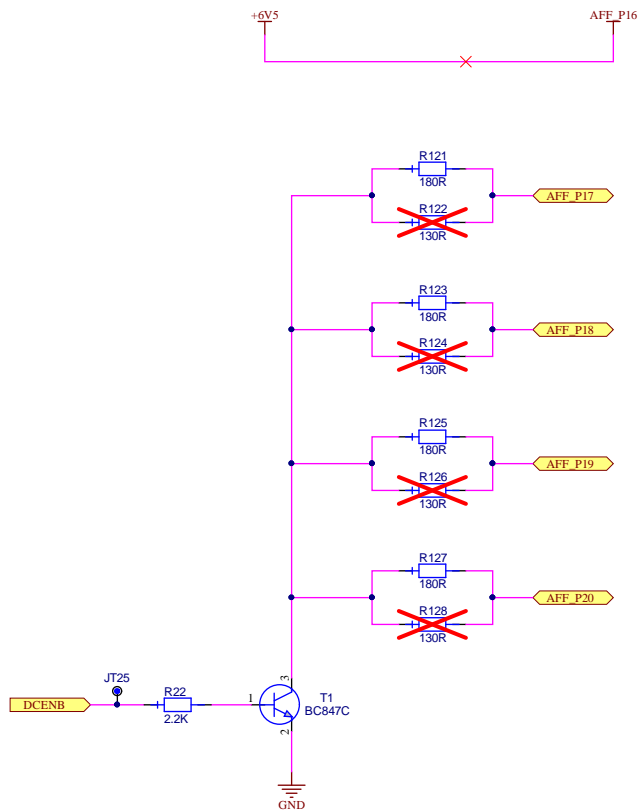 +6V5
AFF_P16
R121
180R
AFF_P17
R122
130R
R123
180R
AFF_P18
R124
130R
R125
180R
AFF_P19
R126
130R
R127
180R
AFF_P20
R128
130R
JT25
DCENB
R22
2.2K
1
3
2
T1
BC847C
GND